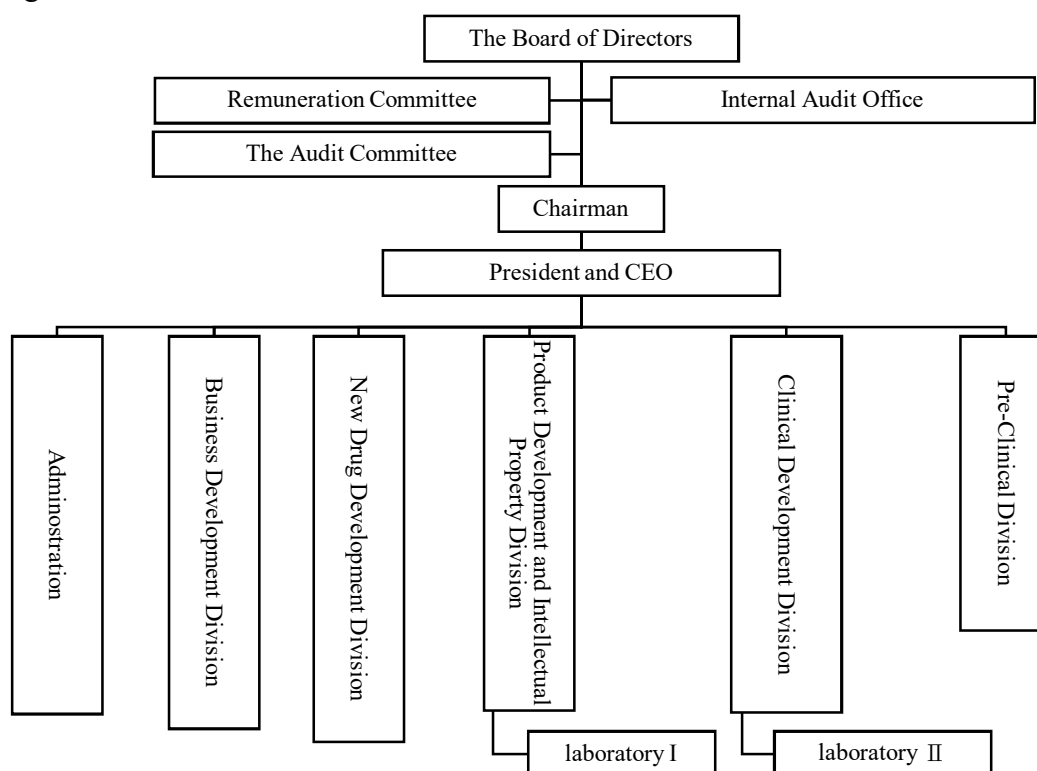 The Board of Directors
Remuneration Committee
Internal Audit Office
The Audit Committee
Chairman
President and CEO
Adminostration
Business Development Division
New Drug Development Division
Product Development and Intellectual
Property Division
Clinical Development Division
Pre-Clinical Division
laboratory I
laboratory Ⅱ